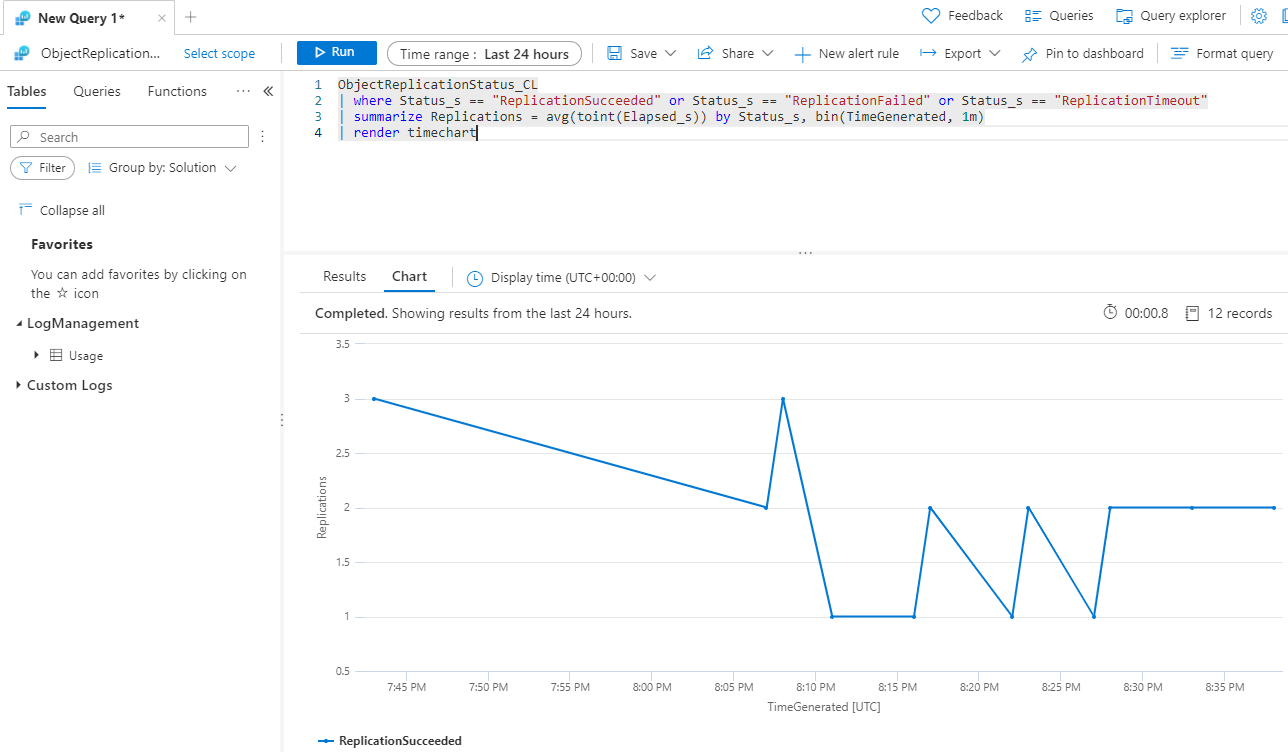 New Query 1*
Feedback
Queries
Query explorer
ObjectReplication...
Select scope
Run
Time range : Last 24 hours
Save
Share
New alert rule
Export
Pin to dashboard
Format query
Tables
Queries
Functions
Search
Filter
Group by: Solution
Collapse all
Favorites
You can add favorites by clicking on
the ☆ icon
LogManagement
Usage
Custom Logs
1 ObjectReplicationStatus_CL
2 | where Status_s == "ReplicationSucceeded" or Status_s == "ReplicationFailed" or Status_s == "ReplicationTimeout"
3 | summarize Replications = avg(toint(Elapsed_s)) by Status_s, bin(TimeGenerated, 1m)
4 | render timechart
Results
Chart
Display time (UTC+00:00)
Completed. Showing results from the last 24 hours.
00:00.8
12 records
3.5
3
2.5
2
1.5
1
0.5
Replications
7:45 PM
7:50 PM
7:55 PM
8:00 PM
8:05 PM
8:10 PM
8:15 PM
8:20 PM
8:25 PM
8:30 PM
8:35 PM
TimeGenerated [UTC]
ReplicationSucceeded